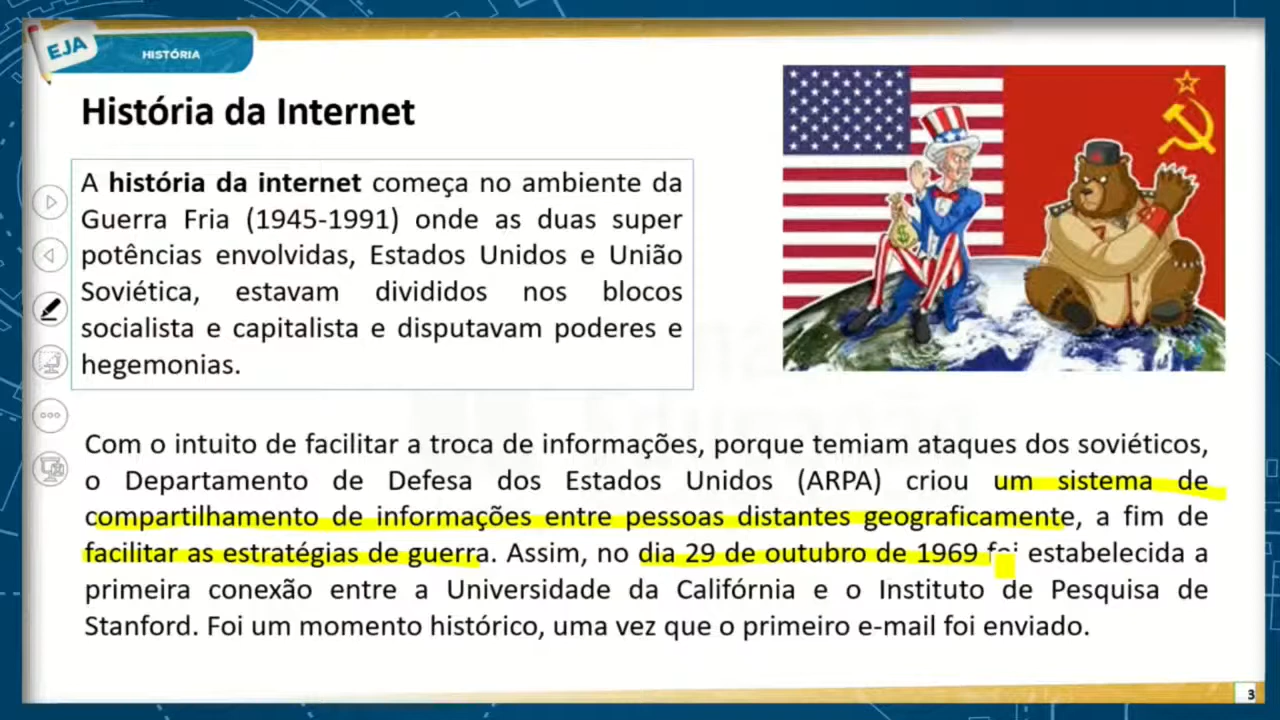 EJA
HISTÓRIA
História da Internet
A história da internet começa no ambiente da
Guerra Fria (1945-1991) onde as duas super
potências envolvidas, Estados Unidos e União
Soviética, estavam divididos nos blocos
socialista e capitalista e disputavam poderes e
hegemonias.
Com o intuito de facilitar a troca de informações, porque temiam ataques dos soviéticos,
o Departamento de Defesa dos Estados Unidos (ARPA) criou um sistema de
compartilhamento de informações entre pessoas distantes geograficamente, a fim de
facilitar as estratégias de guerra. Assim, no dia 29 de outubro de 1969 foi estabelecida a
primeira conexão entre a Universidade da Califórnia e o Instituto de Pesquisa de
Stanford. Foi um momento histórico, uma vez que o primeiro e-mail foi enviado.
3